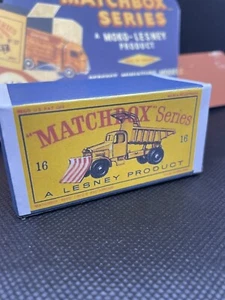 MATCHBOX
SERIES
A MOKO-LESNEY
PRODUCT
"MATCHBOX" Series
16 16
A LESNEY PRODUCT